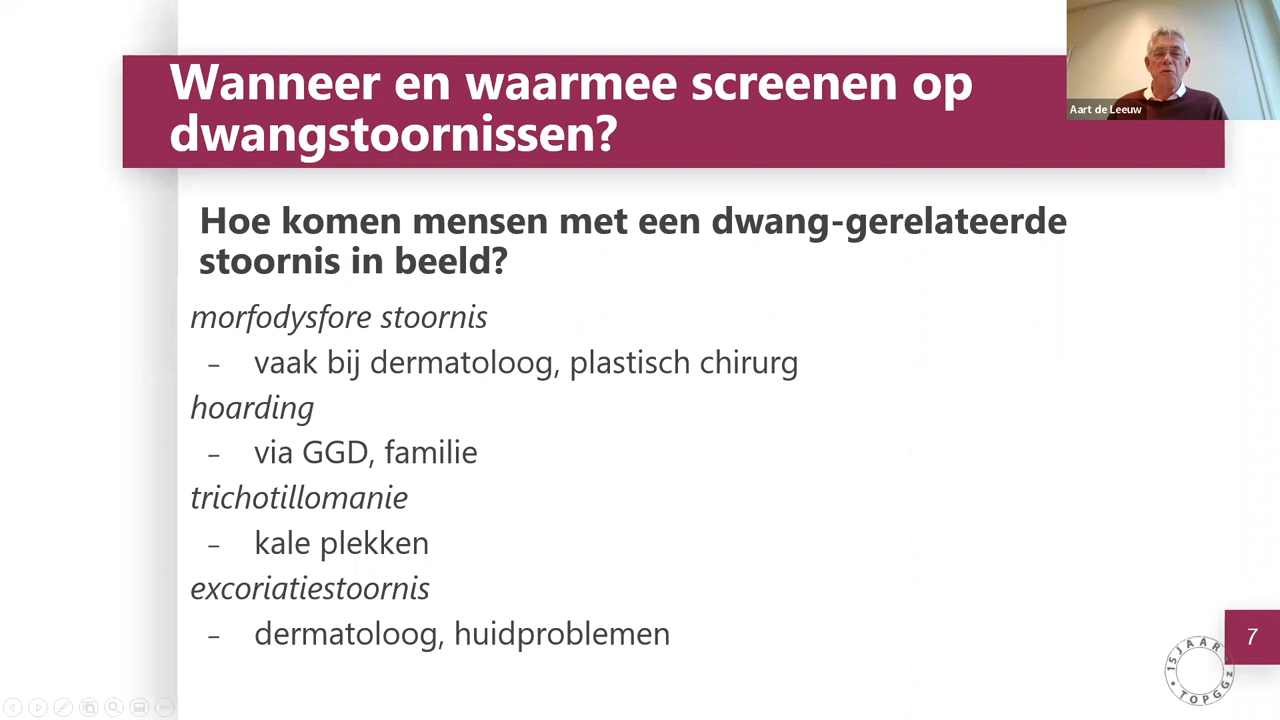 Wanneer en waarmee screenen op
dwangstoornissen?
Aart de Leeuw
Hoe komen mensen met een dwang-gerelateerde
stoornis in beeld?
morfodysfore stoornis
– vaak bij dermatoloog, plastisch chirurg
hoarding
– via GGD, familie
trichotillomanie
– kale plekken
excoriatiestoornis
– dermatoloog, huidproblemen
7
15 JAAR
TOPGGz